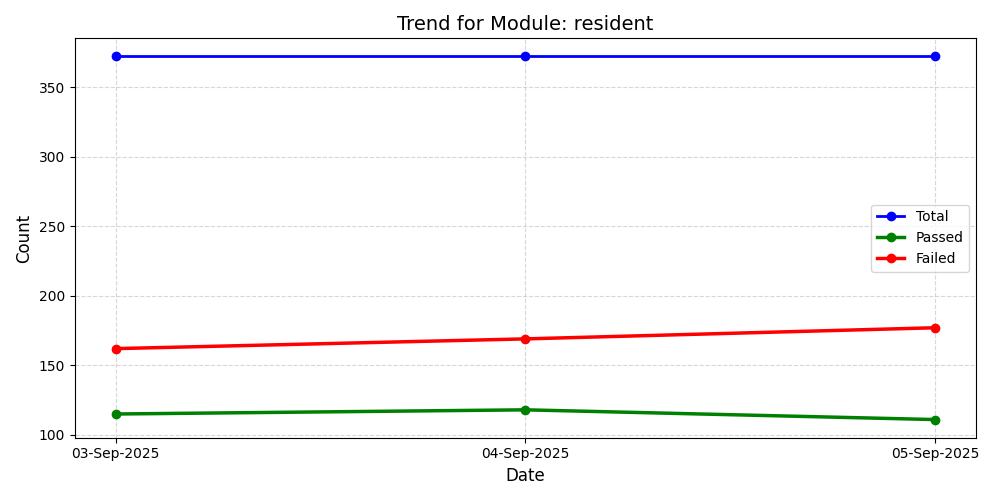 Trend for Module: resident
Count
350
300
250
200
150
100
Total
Passed
Failed
03-Sep-2025
04-Sep-2025
05-Sep-2025
Date